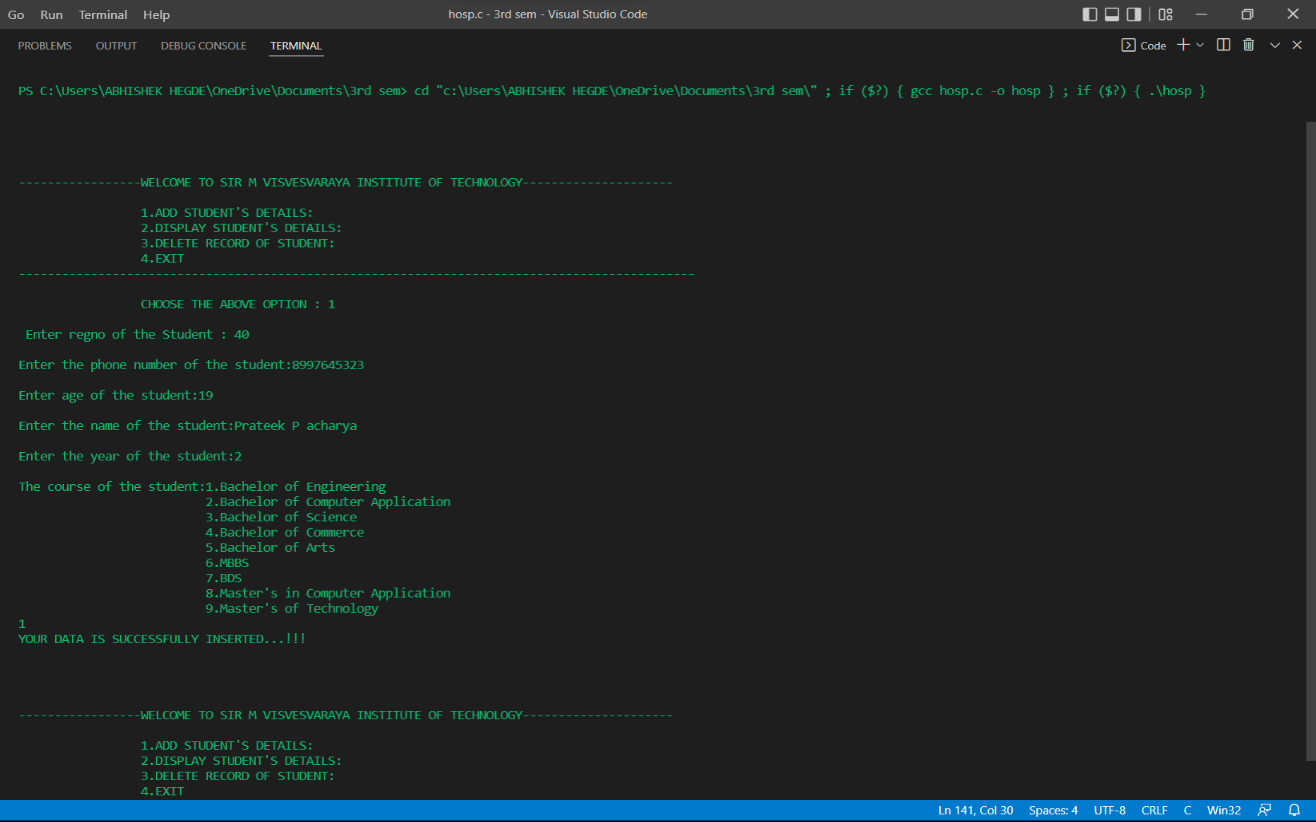 Go Run Terminal Help hosp.c - 3rd sem - Visual Studio Code
PROBLEMS OUTPUT DEBUG CONSOLE TERMINAL Code
PS C:\Users\ABHISHEK HEGDE\OneDrive\Documents\3rd sem> cd "c:\Users\ABHISHEK HEGDE\OneDrive\Documents\3rd sem\" ; if ($?) { gcc hosp.c -o hosp } ; if ($?) { .\hosp }
-----------------WELCOME TO SIR M VISVESVARAYA INSTITUTE OF TECHNOLOGY---------------------
1.ADD STUDENT'S DETAILS:
2.DISPLAY STUDENT'S DETAILS:
3.DELETE RECORD OF STUDENT:
4.EXIT
----------------------------------------------------------------------------------------------
CHOOSE THE ABOVE OPTION : 1
Enter regno of the Student : 40
Enter the phone number of the student:8997645323
Enter age of the student:19
Enter the name of the student:Prateek P acharya
Enter the year of the student:2
The course of the student:1.Bachelor of Engineering
2.Bachelor of Computer Application
3.Bachelor of Science
4.Bachelor of Commerce
5.Bachelor of Arts
6.MBBS
7.BDS
8.Master's in Computer Application
9.Master's of Technology
1
YOUR DATA IS SUCCESSFULLY INSERTED...!!!
-----------------WELCOME TO SIR M VISVESVARAYA INSTITUTE OF TECHNOLOGY---------------------
1.ADD STUDENT'S DETAILS:
2.DISPLAY STUDENT'S DETAILS:
3.DELETE RECORD OF STUDENT:
4.EXIT
Ln 141, Col 30 Spaces: 4 UTF-8 CRLF C Win32